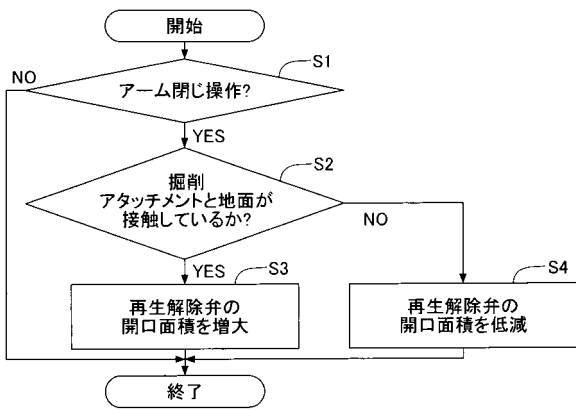 開始
S1
NO
アーム閉じ操作?
YES
S2
掘削
アタッチメントと地面が
接触しているか?
NO
YES
S3
S4
再生解除弁の
開口面積を増大
再生解除弁の
開口面積を低減
終了